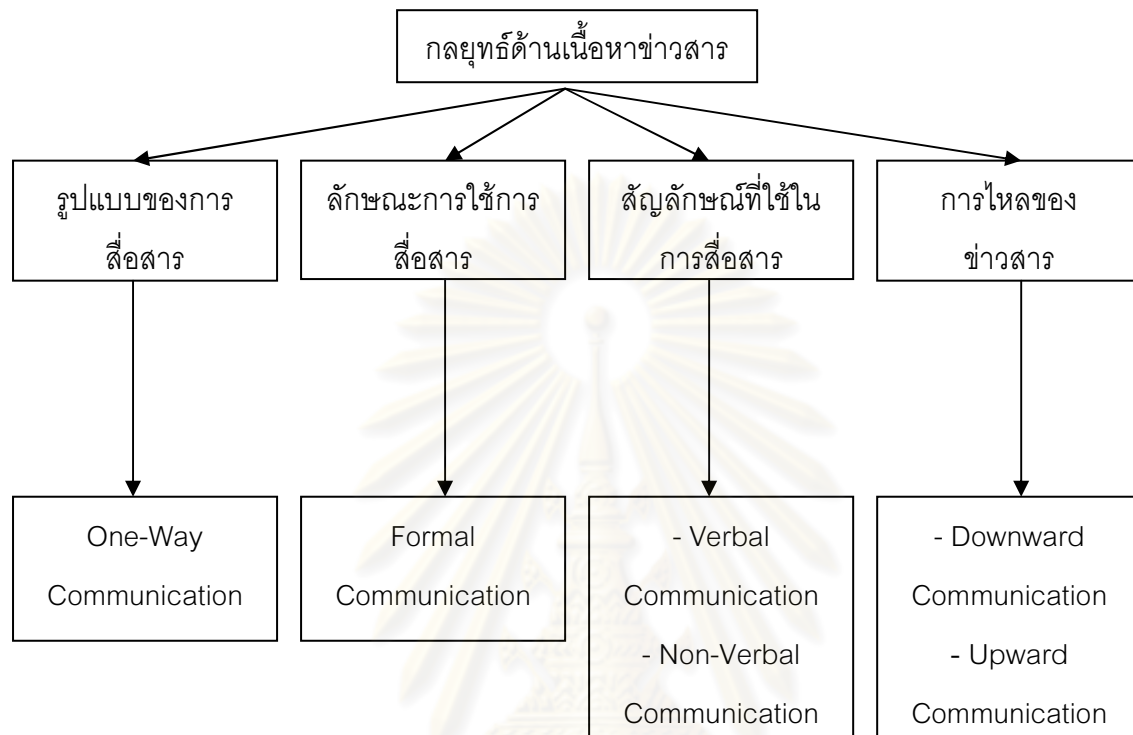 กลยุทธ์ด้านเนื้อหาข่าวสาร
รูปแบบของการ
สื่อสาร
ลักษณะการใช้การ
สื่อสาร
สัญลักษณ์ที่ใช้ใน
การสื่อสาร
การไหลของ
ข่าวสาร
One-Way
Communication
Formal
Communication
- Verbal
Communication
- Non-Verbal
Communication
- Downward
Communication
- Upward
Communication